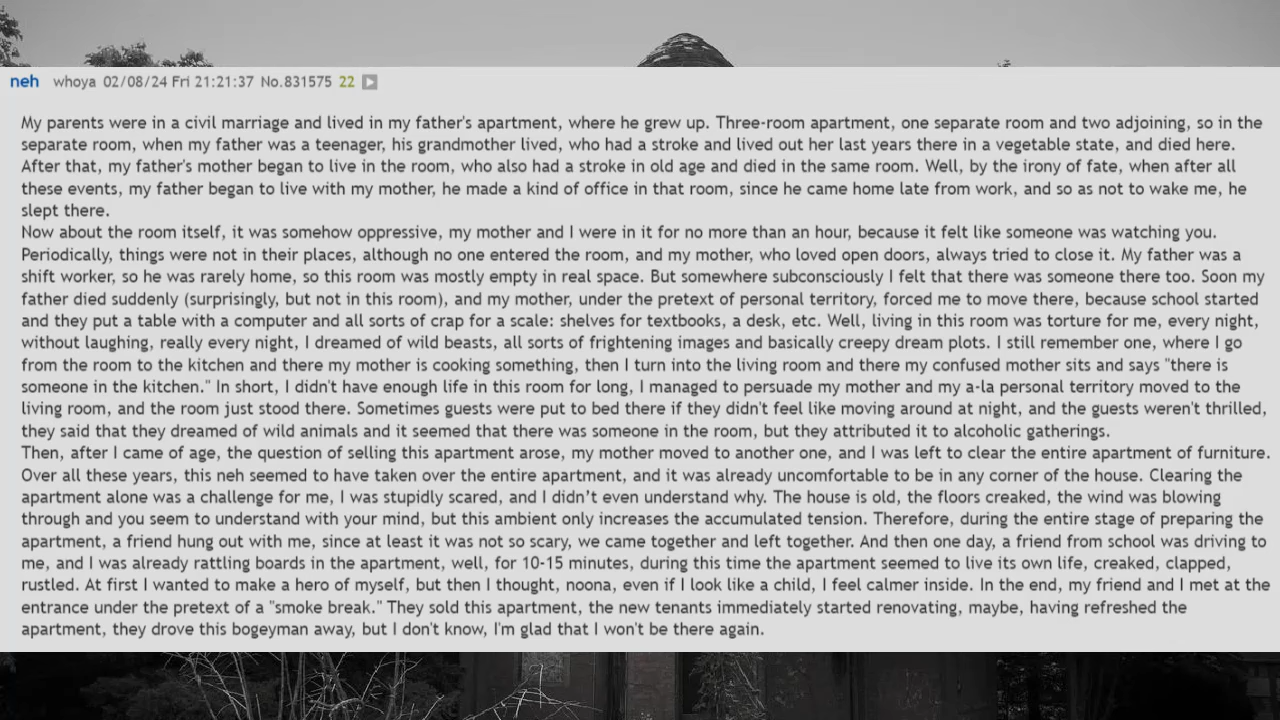 neh whoya 02/08/24 Fri 21:21:37 No.831575 22
My parents were in a civil marriage and lived in my father's apartment, where he grew up. Three-room apartment, one separate room and two adjoining, so in the
separate room, when my father was a teenager, his grandmother lived, who had a stroke and lived out her last years there in a vegetable state, and died here.
After that, my father's mother began to live in the room, who also had a stroke in old age and died in the same room. Well, by the irony of fate, when after all
these events, my father began to live with my mother, he made a kind of office in that room, since he came home late from work, and so as not to wake me, he
slept there.
Now about the room itself, it was somehow oppressive, my mother and I were in it for no more than an hour, because it felt like someone was watching you.
Periodically, things were not in their places, although no one entered the room, and my mother, who loved open doors, always tried to close it. My father was a
shift worker, so he was rarely home, so this room was mostly empty in real space. But somewhere subconsciously I felt that there was someone there too. Soon my
father died suddenly (surprisingly, but not in this room), and my mother, under the pretext of personal territory, forced me to move there, because school started
and they put a table with a computer and all sorts of crap for a scale: shelves for textbooks, a desk, etc. Well, living in this room was torture for me, every night,
without laughing, really every night, I dreamed of wild beasts, all sorts of frightening images and basically creepy dream plots. I still remember one, where I go
from the room to the kitchen and there my mother is cooking something, then I turn into the living room and there my confused mother sits and says "there is
someone in the kitchen." In short, I didn't have enough life in this room for long, I managed to persuade my mother and my a-la personal territory moved to the
living room, and the room just stood there. Sometimes guests were put to bed there if they didn't feel like moving around at night, and the guests weren't thrilled,
they said that they dreamed of wild animals and it seemed that there was someone in the room, but they attributed it to alcoholic gatherings.
Then, after I came of age, the question of selling this apartment arose, my mother moved to another one, and I was left to clear the entire apartment of furniture.
Over all these years, this neh seemed to have taken over the entire apartment, and it was already uncomfortable to be in any corner of the house. Clearing the
apartment alone was a challenge for me, I was stupidly scared, and I didn’t even understand why. The house is old, the floors creaked, the wind was blowing
through and you seem to understand with your mind, but this ambient only increases the accumulated tension. Therefore, during the entire stage of preparing the
apartment, a friend hung out with me, since at least it was not so scary, we came together and left together. And then one day, a friend from school was driving to
me, and I was already rattling boards in the apartment, well, for 10-15 minutes, during this time the apartment seemed to live its own life, creaked, clapped,
rustled. At first I wanted to make a hero of myself, but then I thought, noona, even if I look like a child, I feel calmer inside. In the end, my friend and I met at the
entrance under the pretext of a "smoke break." They sold this apartment, the new tenants immediately started renovating, maybe, having refreshed the
apartment, they drove this bogeyman away, but I don't know, I'm glad that I won't be there again.